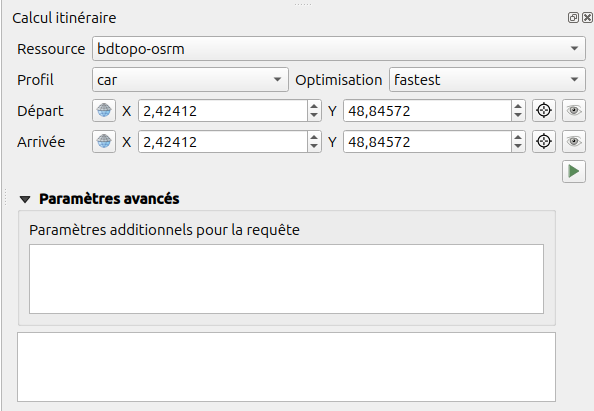 Calcul itinéraire
Ressource bdtopo-osrm
Profil car Optimisation fastest
Départ X 2,42412 Y 48,84572
Arrivée X 2,42412 Y 48,84572
Paramètres avancés
Paramètres additionnels pour la requête